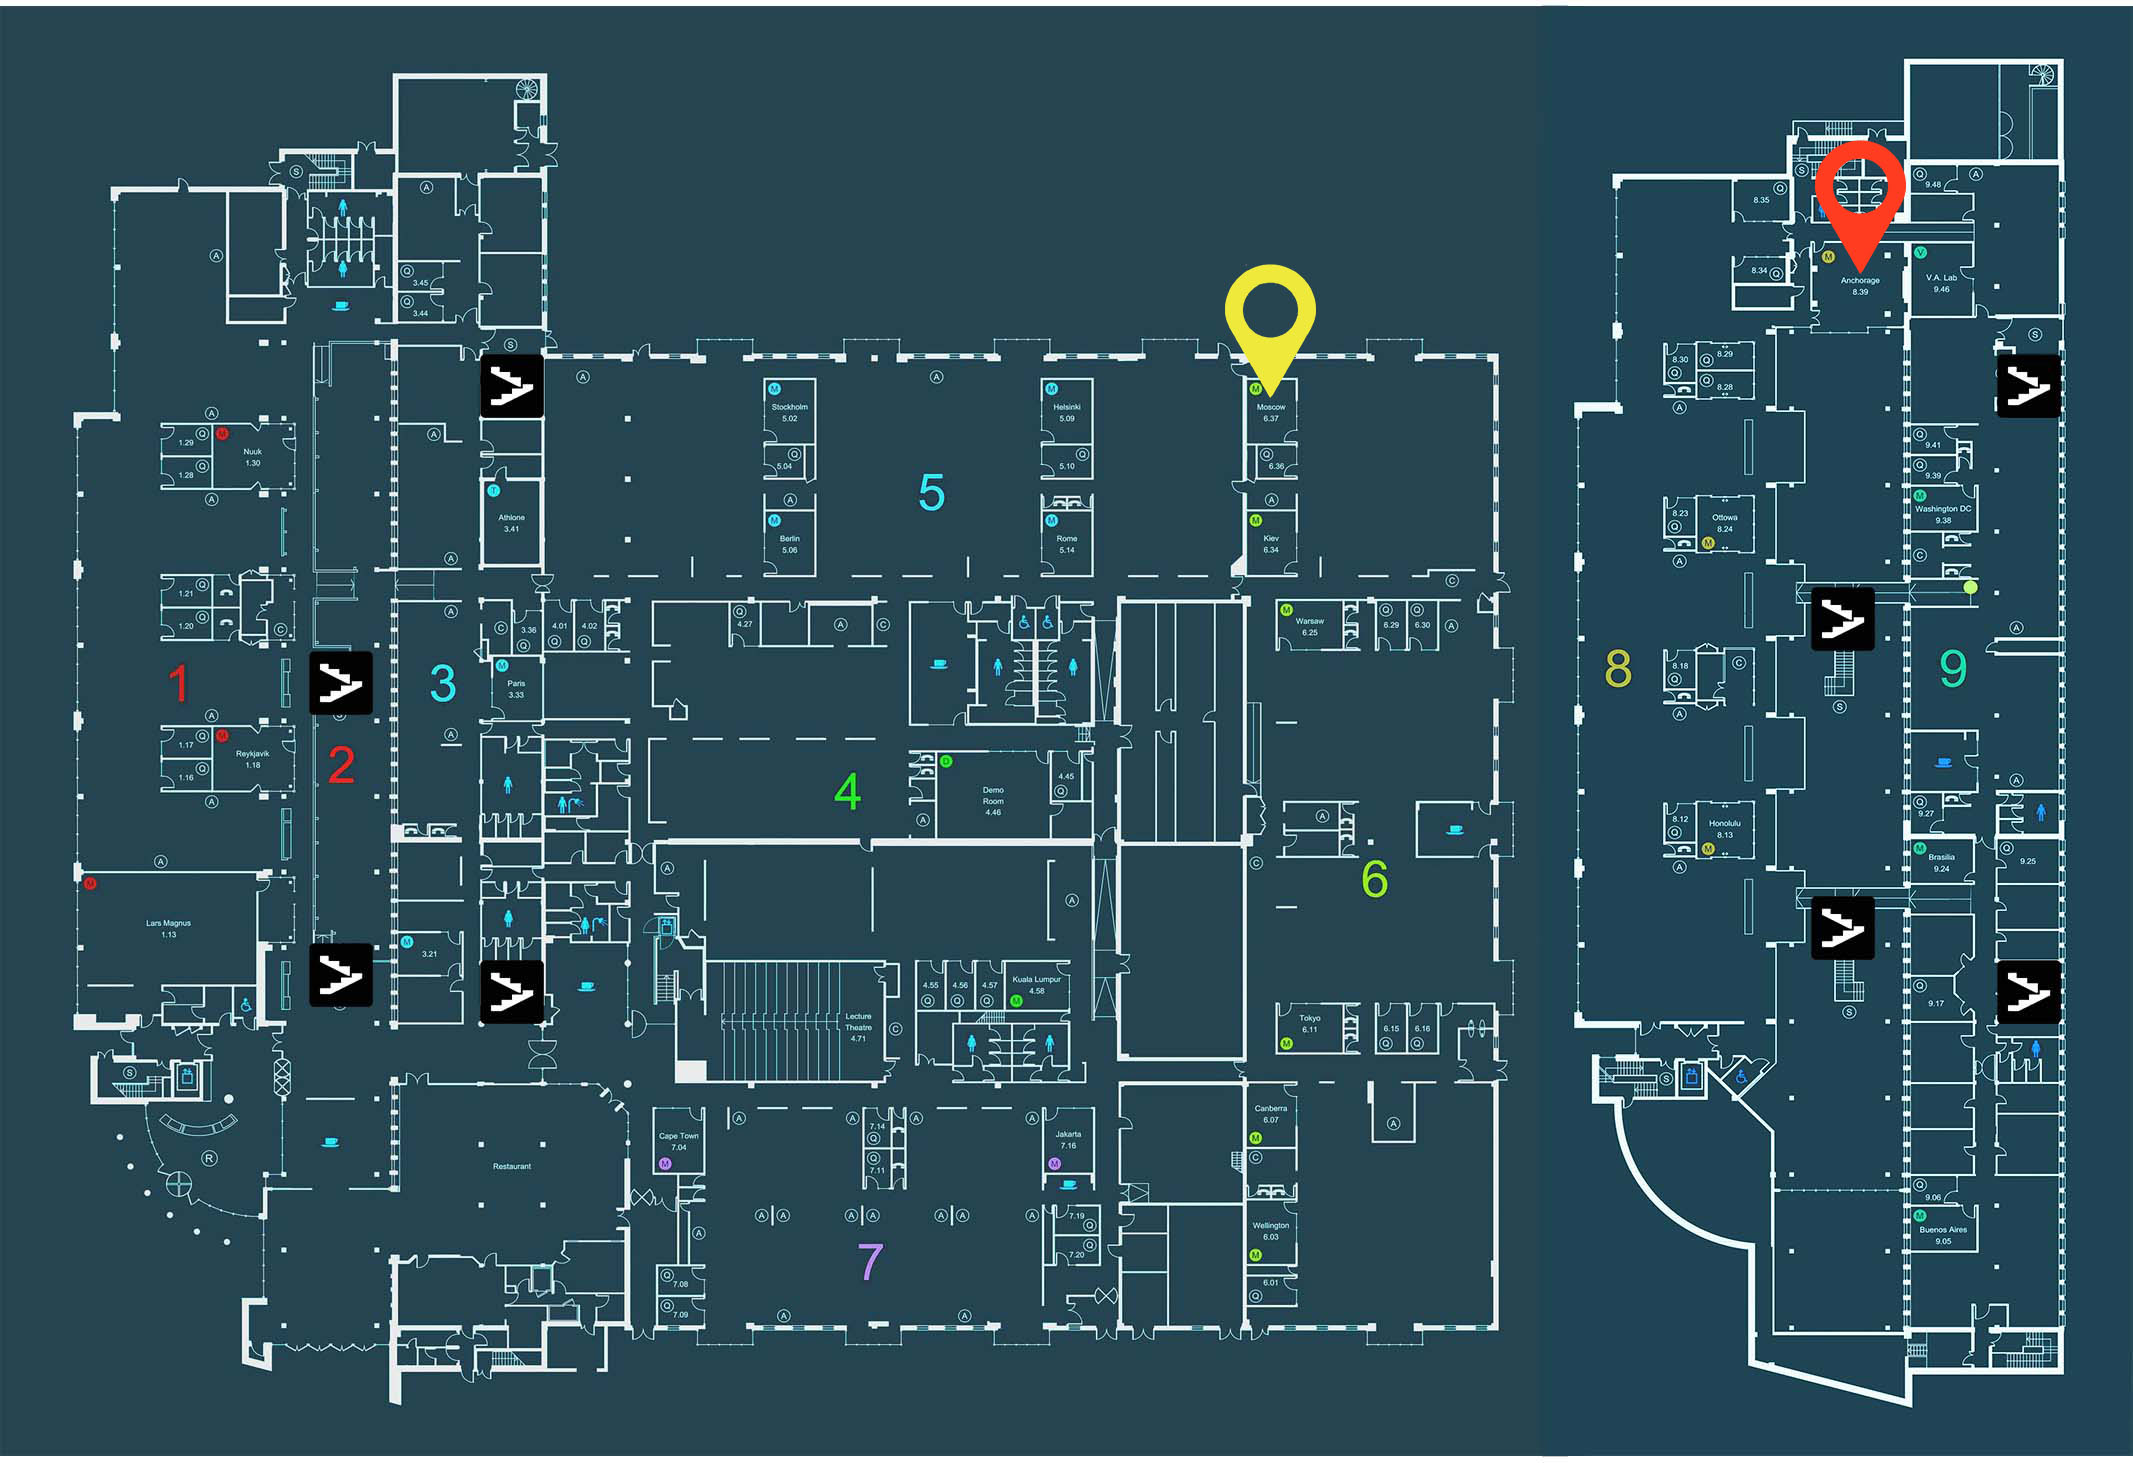 S
A
A
Q
3.45
Q
3.44
S
A
A
A
1.29
Q
M
Nuuk
1.30
1.28
Q
A
A
T
Athlone
3.41
A
M
Stockholm
5.02
Q
5.04
A
M
Berlin
5.06
M
Helsinki
5.09
Q
5.10
M
Rome
5.14
5
M
Moscow
6.37
Q
6.36
A
M
Kiev
6.34
C
1.21
Q
1.20
Q
C
A
C
3.36
Q
4.01
Q
4.02
Q
Q
4.27
A
C
M
Warsaw
6.25
Q
6.29
Q
6.30
A
1
A
1.17
Q
M
Reykjavik
1.18
1.16
Q
A
2
3
A
M
Paris
3.33
4
D
Demo
Room
4.46
4.45
Q
A
A
C
6
A
M
Lars Magnus
1.13
M
3.21
A
A
Lecture
Theatre
4.71
C
4.55
Q
4.56
Q
4.57
Q
Kuala Lumpur
4.58
M
M
Tokyo
6.11
6.15
Q
6.16
Q
S
R
Restaurant
Cape Town
7.04
M
A
A
7.14
Q
Q
7.11
A
A
Jakarta
7.16
M
A
A
A
A
A
A
A
A
7.19
Q
Q
7.20
7
Q
7.08
Q
7.09
A
A
Canberra
6.07
M
C
Wellington
6.03
M
6.01
Q
A
S
Q
8.35
8.34
Q
M
Anchorage
8.39
Q
9.48
A
V
V.A. Lab
9.46
S
8.30
Q
Q
8.29
Q
8.28
A
Q
9.41
Q
9.39
M
Washington DC
9.38
C
8.23
Q
Ottowa
8.24
M
A
A
8
8.18
Q
C
A
S
9
A
8.12
Q
Honolulu
8.13
M
A
Q
9.27
M
Brasilia
9.24
Q
9.25
Q
9.17
S
S
Q
9.06
M
Buenos Aires
9.05